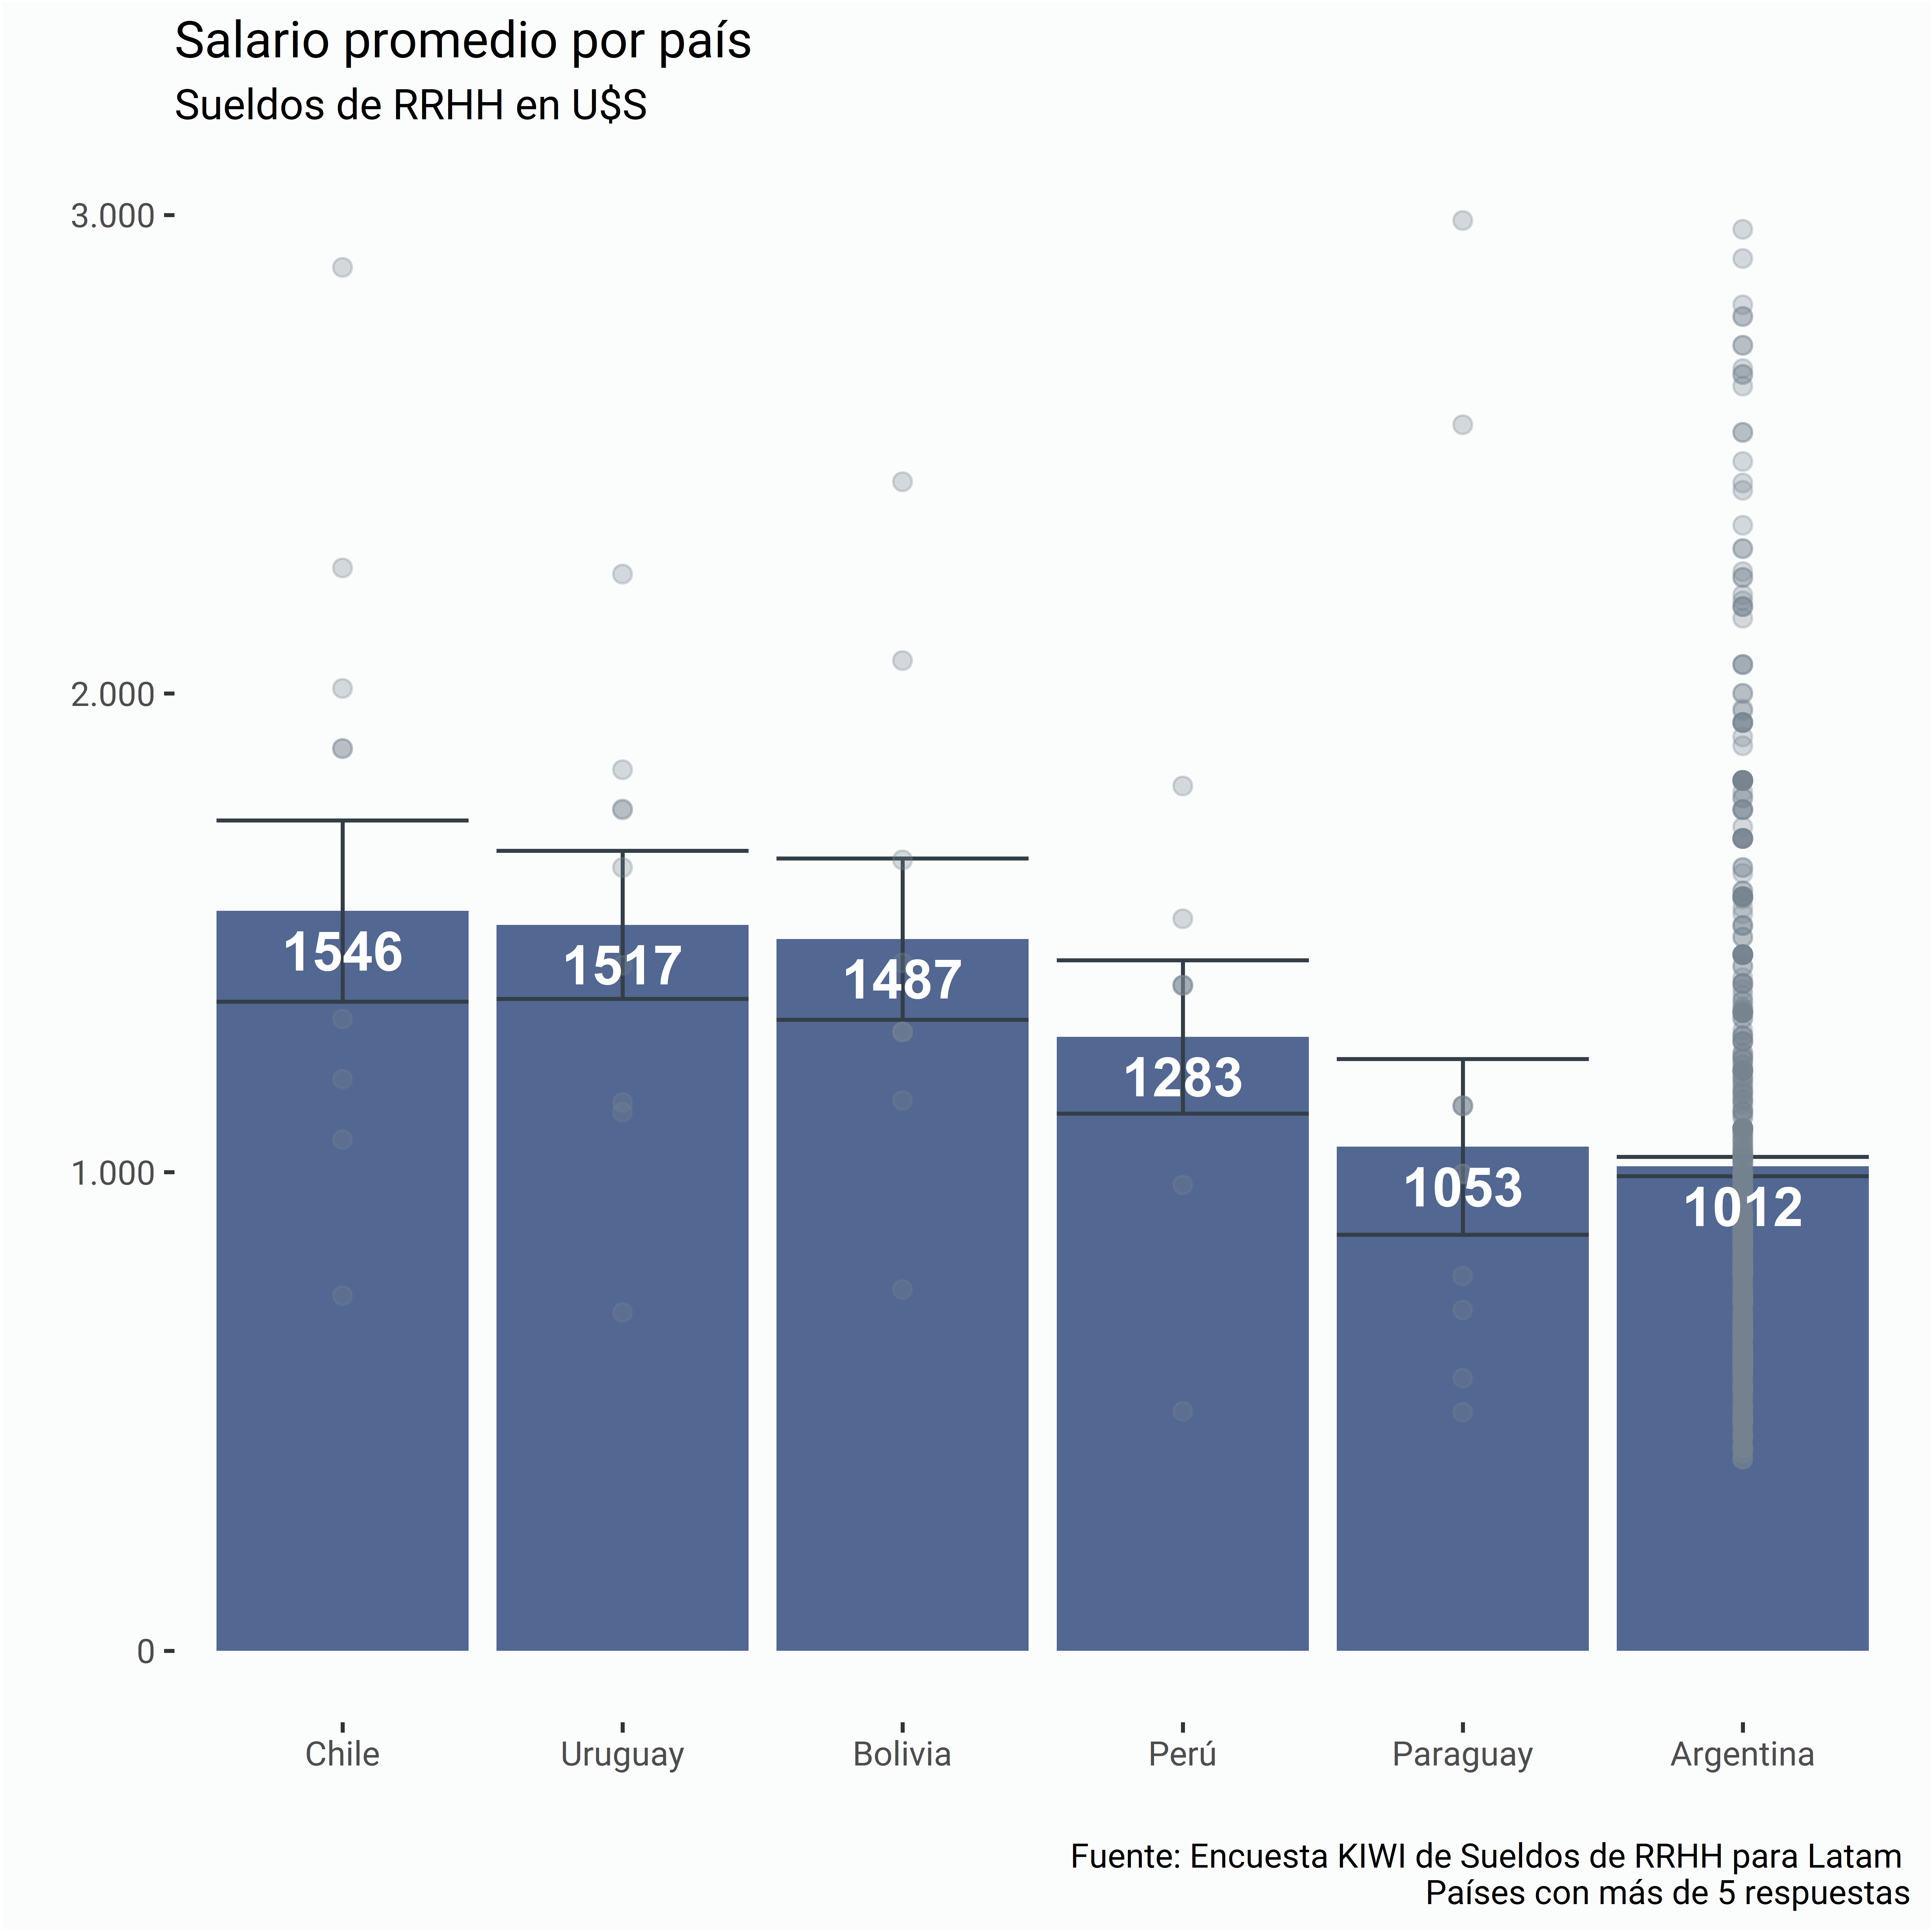 Salario promedio por país
Sueldos de RRHH en U$S
3.000
2.000
1.000
0
1546
1517
1487
1283
1053
1012
Chile
Uruguay
Bolivia
Perú
Paraguay
Argentina
Fuente: Encuesta KIWI de Sueldos de RRHH para Latam
Países con más de 5 respuestas